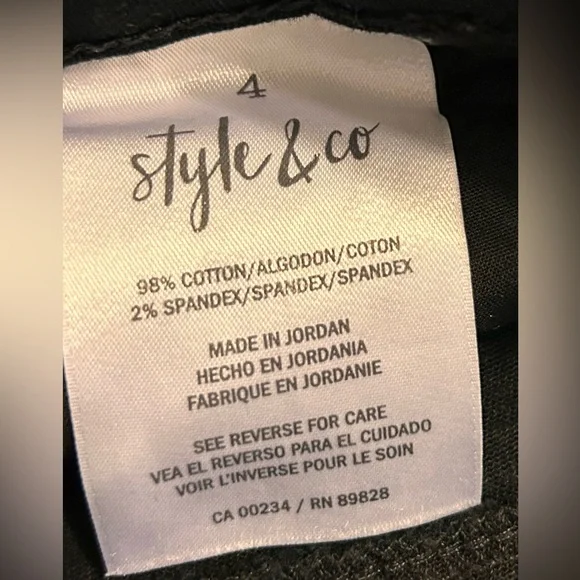 4
style & co
98% COTTON/ALGODON/COTON
2% SPANDEX/SPANDEX/SPANDEX
MADE IN JORDAN
HECHO EN JORDANIA
FABRIQUE EN JORDANIE
SEE REVERSE FOR CARE
VEA EL REVERSO PARA EL CUIDADO
VOIR L'INVERSE POUR LE SOIN
CA 00234 / RN 89828